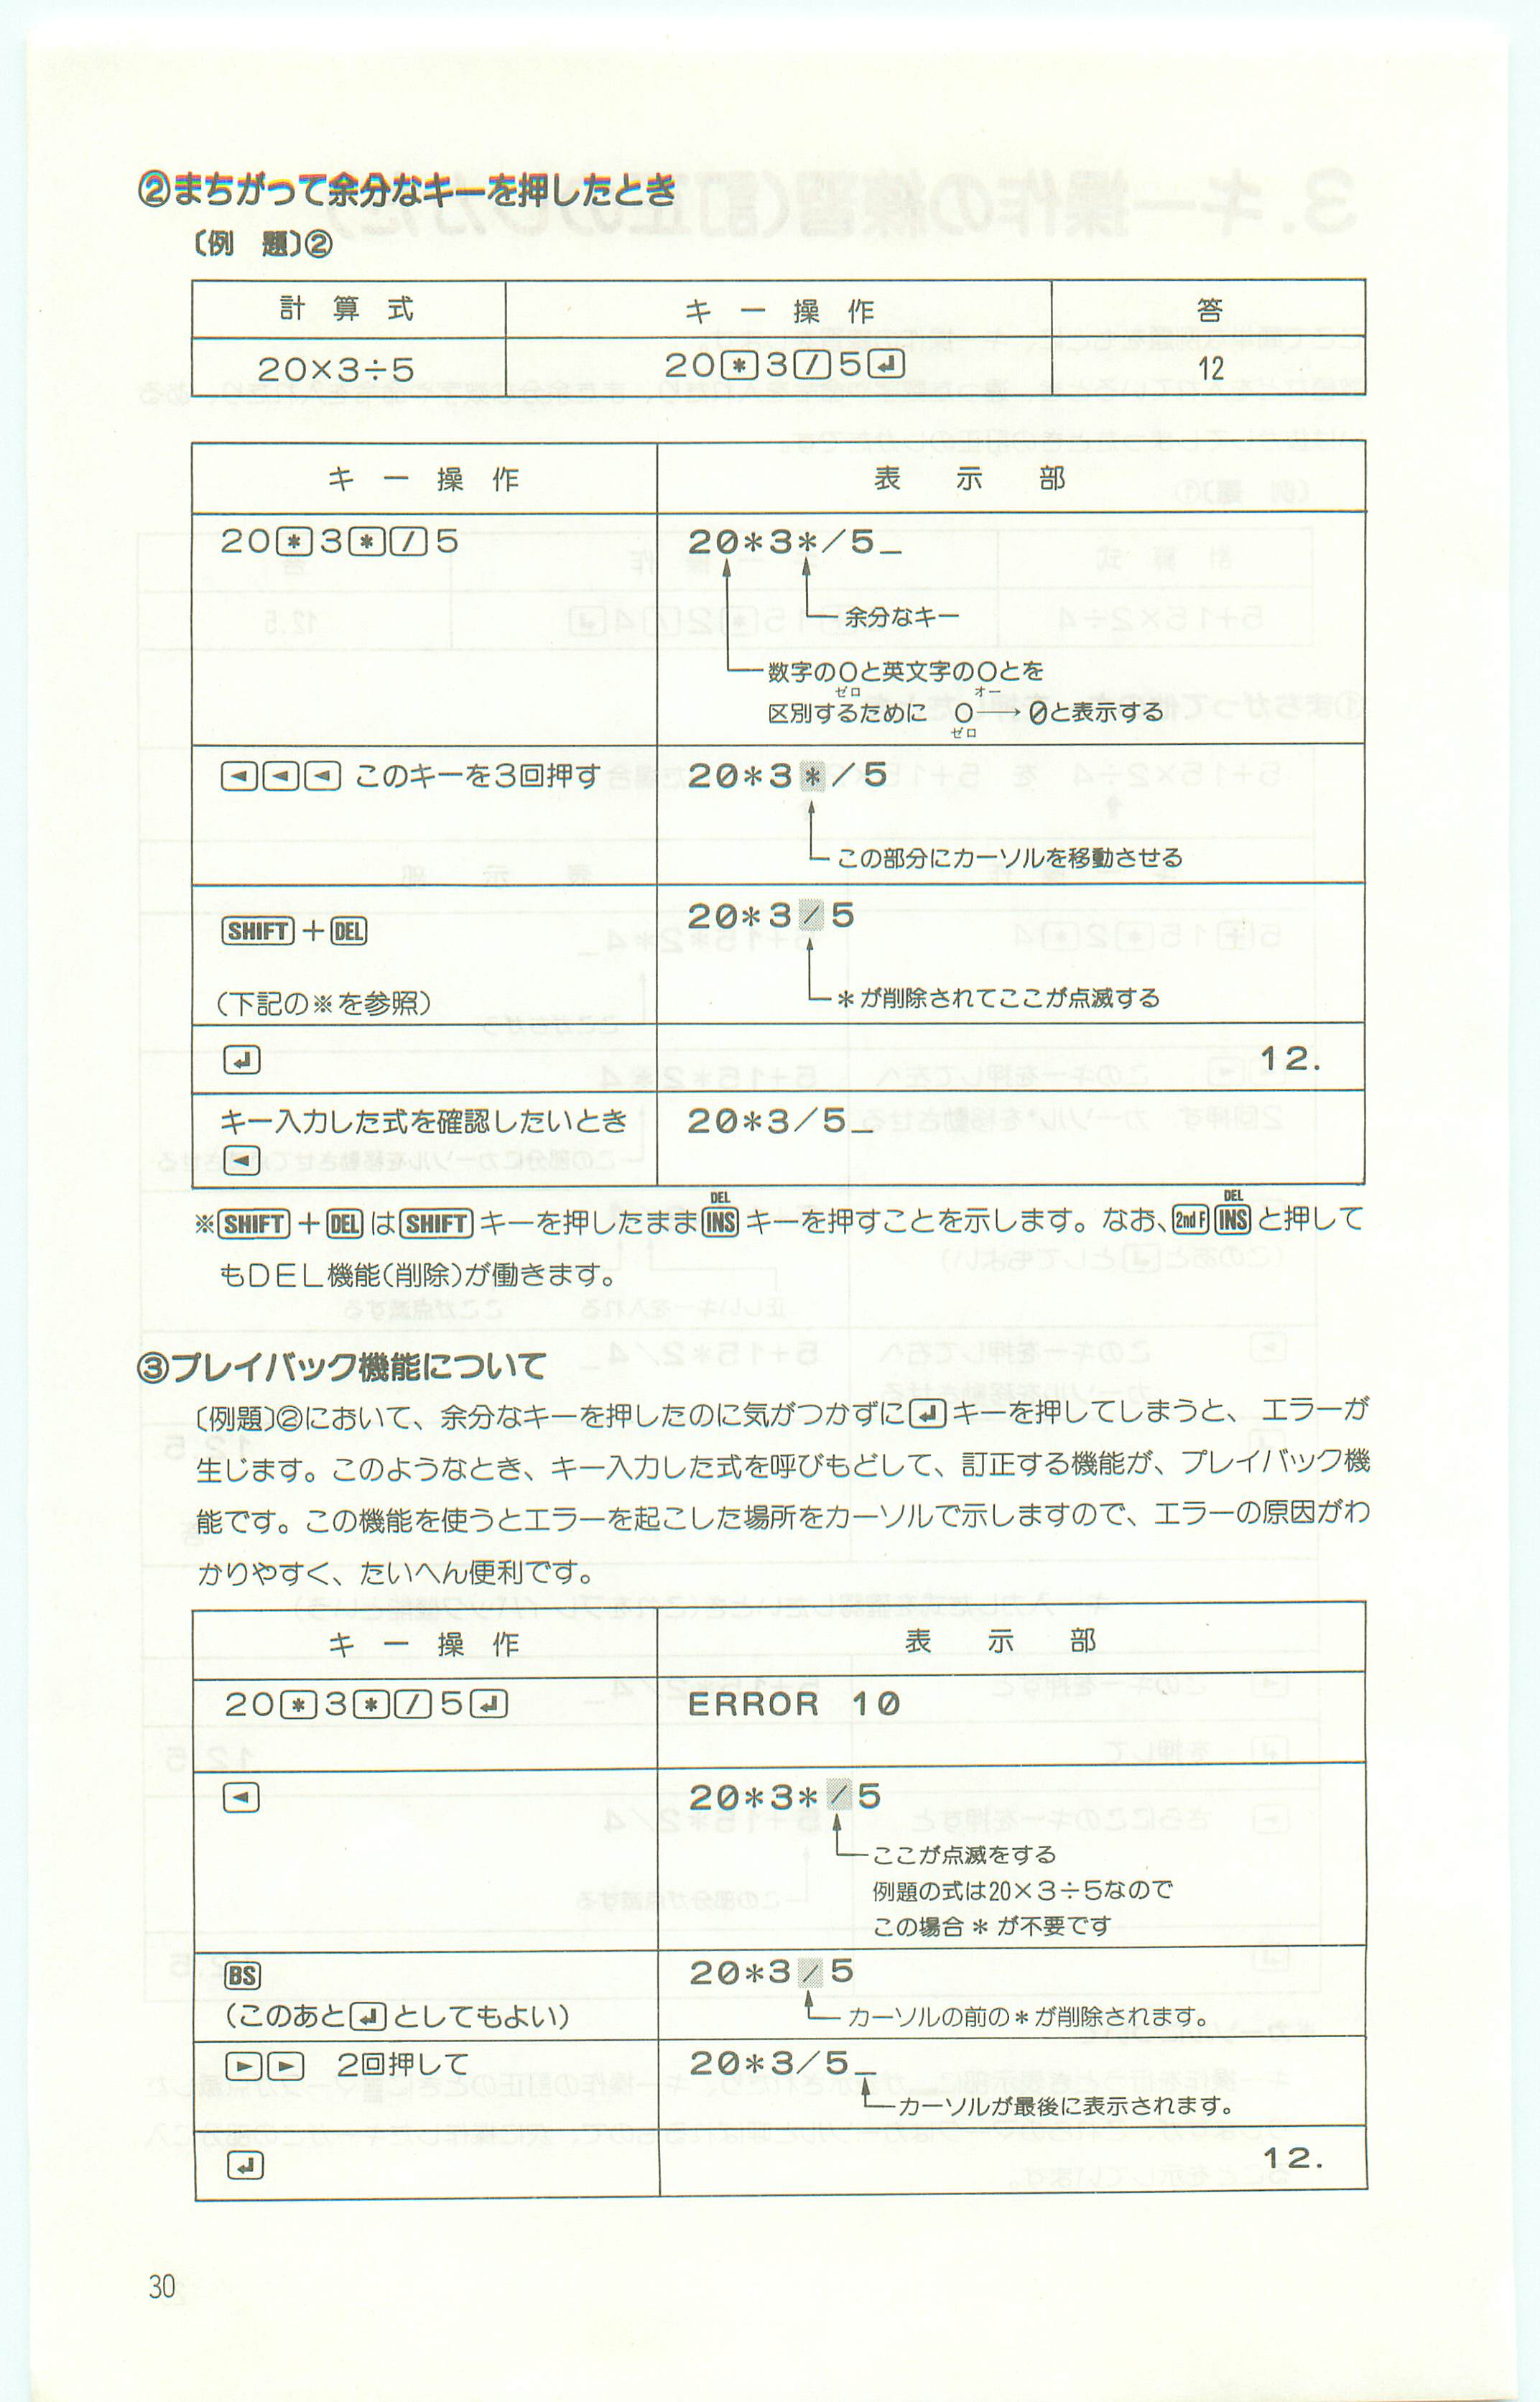 ②まちがって余分なキーを押したとき
〔例　題〕②
計　算　式　キ　ー　操　作　答
20×3÷5　20[*]3[/]5[↵]　12
キ　ー　操　作　表　示　部
20[*]3[*][/]5　20*3*/5_
余分なキー
数字の0と英文字のOとを
ゼロ　オー
区別するために　0→0̸と表示する
ゼロ
[◄][◄][◄] このキーを3回押す　20*3*/5
この部分にカーソルを移動させる
20*3/5
[SHIFT]+[DEL]
(下記の※を参照)　*が削除されてここが点滅する
[↵]　12.
キー入力した式を確認したいとき　20*3/5_
[◄]
DEL　DEL
※[SHIFT]+[DEL]は[SHIFT]キーを押したまま[INS]キーを押すことを示します。なお、[2nd F][INS]と押して
もDEL機能(削除)が働きます。
③プレイバック機能について
〔例題〕②において、余分なキーを押したのに気がつかずに[↵]キーを押してしまうと、エラーが
生じます。このようなとき、キー入力した式を呼びもどして、訂正する機能が、プレイバック機
能です。この機能を使うとエラーを起こした場所をカーソルで示しますので、エラーの原因がわ
かりやすく、たいへん便利です。
キ　ー　操　作　表　示　部
20[*]3[*][/]5[↵]　ERROR 10
[◄]　20*3*/5
ここが点滅をする
例題の式は20×3÷5なので
この場合 * が不要です
[BS]　20*3/5
(このあと[↵]としてもよい)　カーソルの前の*が削除されます。
[►][►]　2回押して　20*3/5_
カーソルが最後に表示されます。
[↵]　12.
30